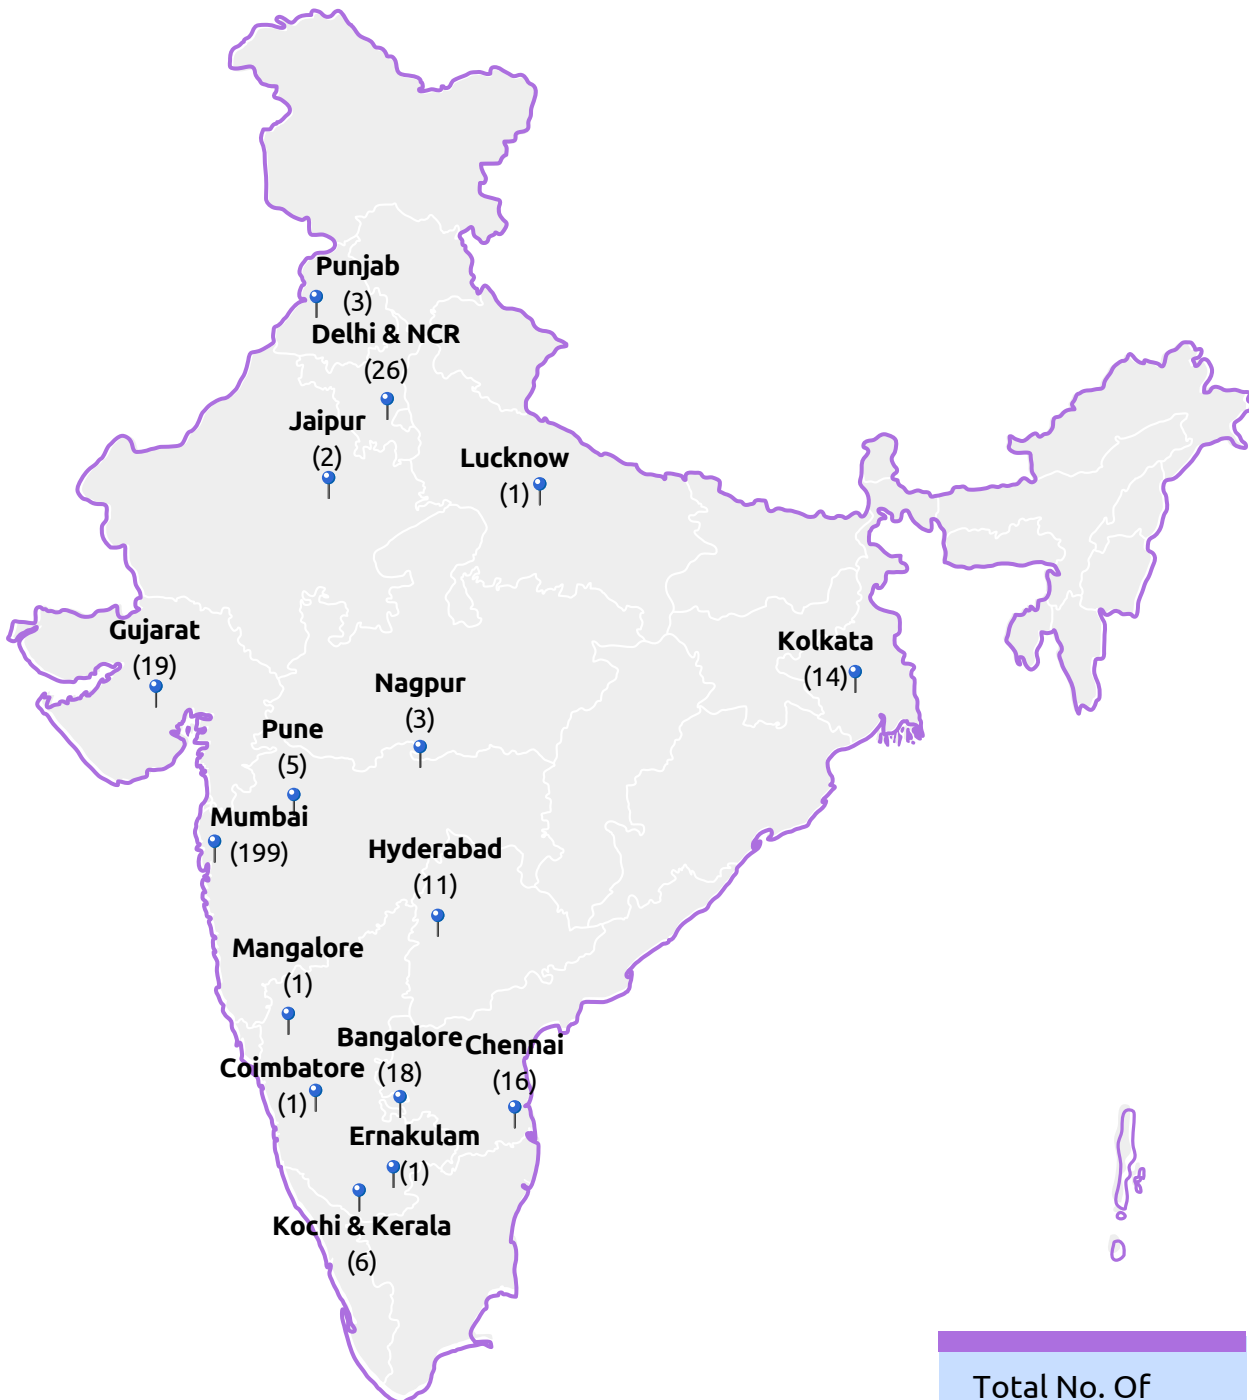 Punjab
(3)
Delhi & NCR
(26)
Jaipur
(2)
Lucknow
(1)
Gujarat
(19)
Kolkata
(14)
Nagpur
(3)
Pune
(5)
Mumbai
(199)
Hyderabad
(11)
Mangalore
(1)
Bangalore
(18)
Chennai
(16)
Coimbatore
(1)
Ernakulam
(1)
Kochi & Kerala
(6)
Total No. Of